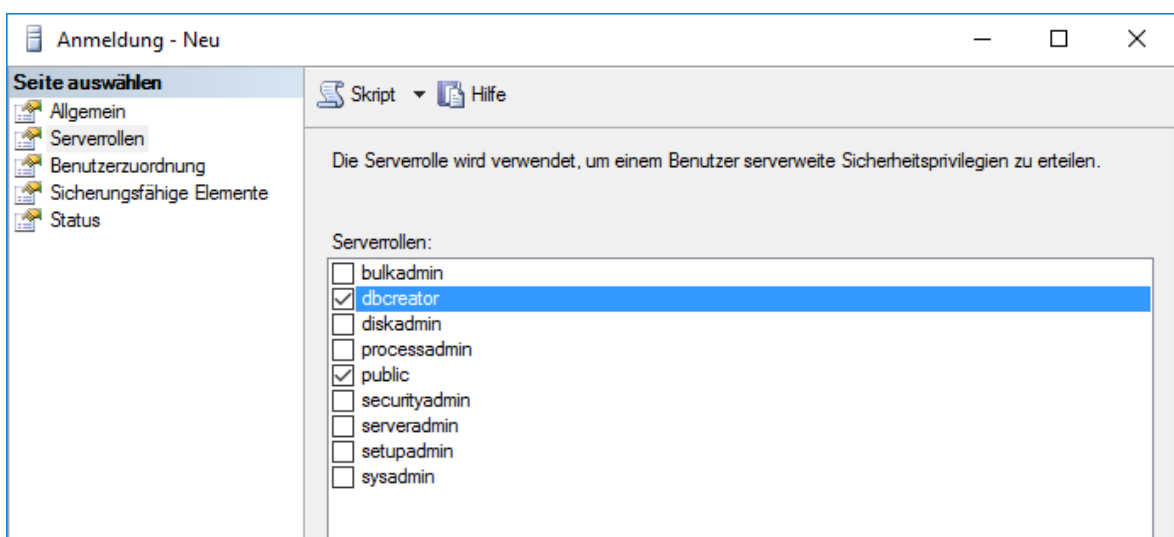 Anmeldung - Neu
Seite auswählen
Allgemein
Serverrollen
Benutzerzuordnung
Sicherungsfähige Elemente
Status
Skript
Hilfe
Die Serverrolle wird verwendet, um einem Benutzer serverweite Sicherheitsprivilegien zu erteilen.
Serverrollen:
bulkadmin
dbcreator
diskadmin
processadmin
public
securityadmin
serveradmin
setupadmin
sysadmin